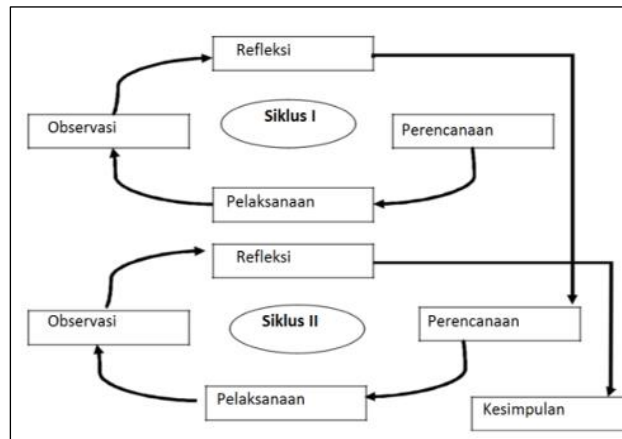 Refleksi
Observasi
Siklus I
Perencanaan
Pelaksanaan
Refleksi
Observasi
Siklus II
Perencanaan
Pelaksanaan
Kesimpulan